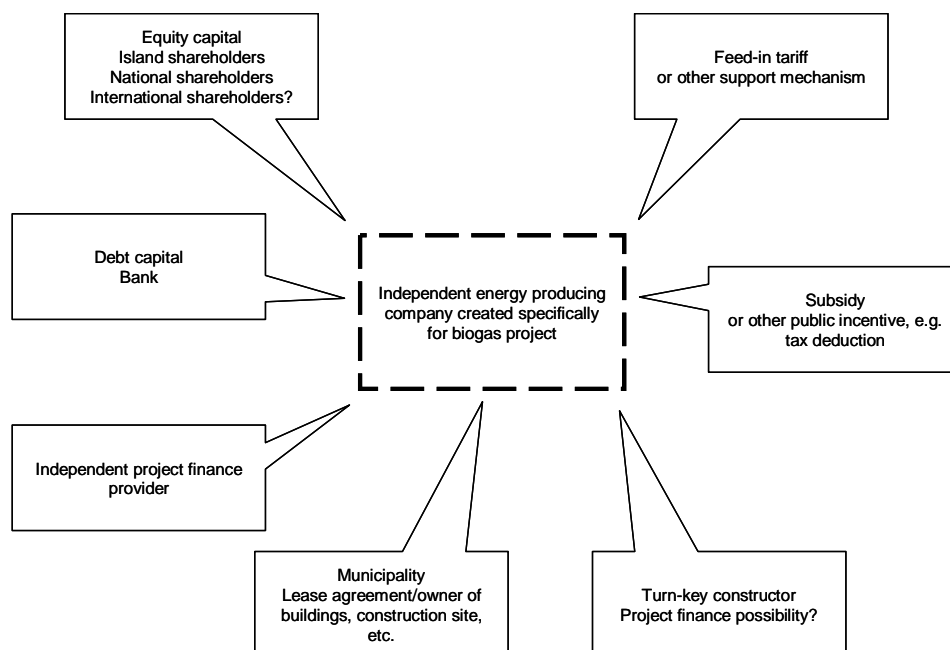 Equity capital
Island shareholders
National shareholders
International shareholders?
Feed-in tariff
or other support mechanism
Debt capital
Bank
Independent energy producing
company created specifically
for biogas project
Subsidy
or other public incentive, e.g.
tax deduction
Independent project finance
provider
Municipality
Lease agreement/owner of
buildings, construction site,
etc.
Turn-key constructor
Project finance possibility?